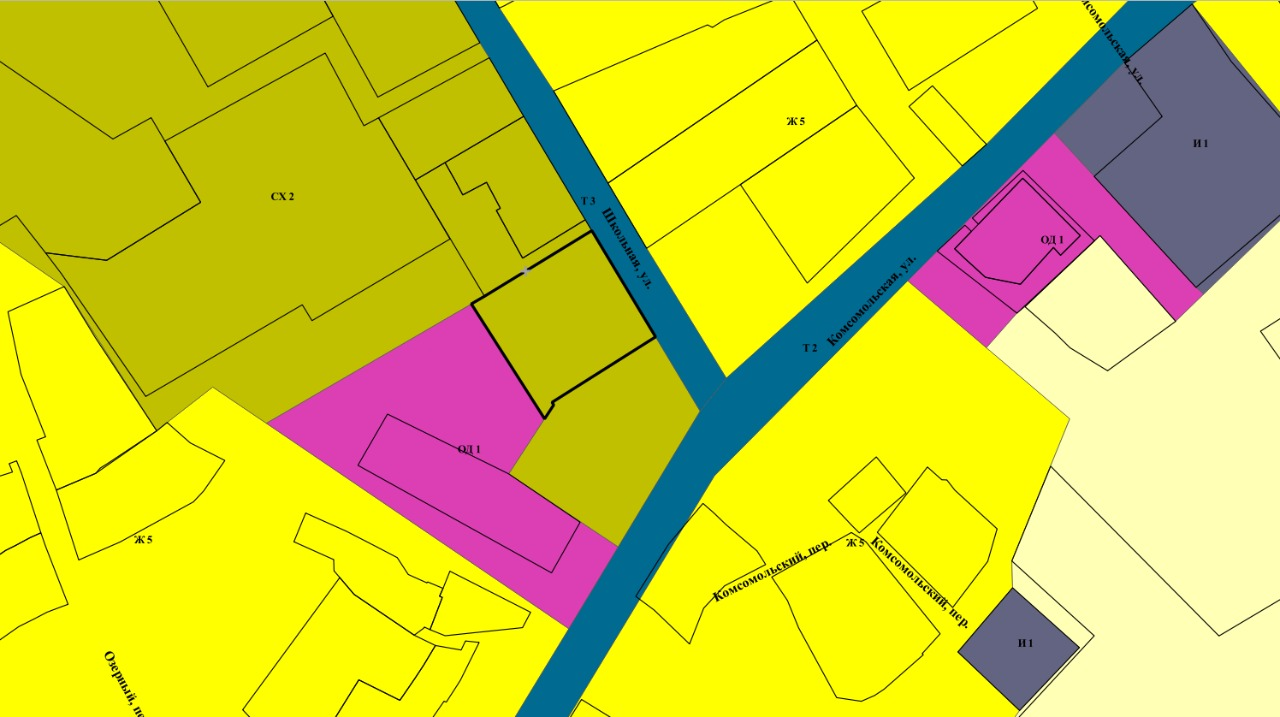 Комсомольская, ул.
Ж 5
И 1
СХ 2
Т 3
Школьная, ул.
ОД 1
Комсомольская, ул.
Т 2
ОД 1
Ж 5
Комсомольский, пер.
Ж 5
Комсомольский, пер.
И 1
Озерный, пе